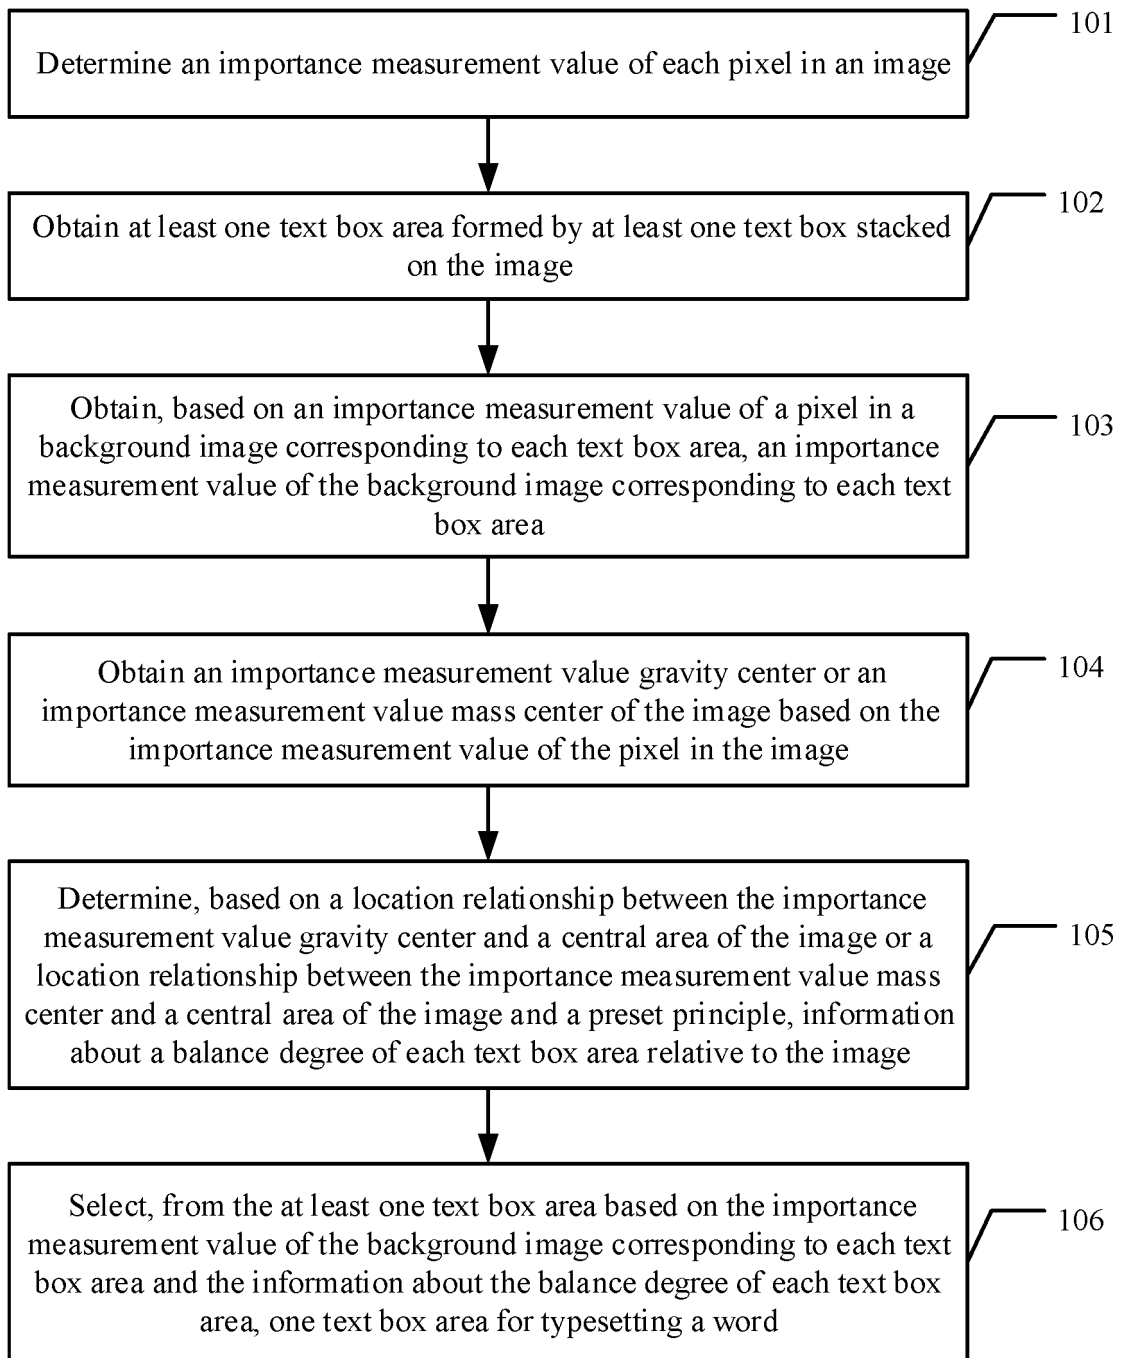 Determine an importance measurement value of each pixel in an image
101
Obtain at least one text box area formed by at least one text box stacked
on the image
102
Obtain, based on an importance measurement value of a pixel in a
background image corresponding to each text box area, an importance
measurement value of the background image corresponding to each text
box area
103
Obtain an importance measurement value gravity center or an
importance measurement value mass center of the image based on the
importance measurement value of the pixel in the image
104
Determine, based on a location relationship between the importance
measurement value gravity center and a central area of the image or a
location relationship between the importance measurement value mass
center and a central area of the image and a preset principle, information
about a balance degree of each text box area relative to the image
105
Select, from the at least one text box area based on the importance
measurement value of the background image corresponding to each text
box area and the information about the balance degree of each text box
area, one text box area for typesetting a word
106